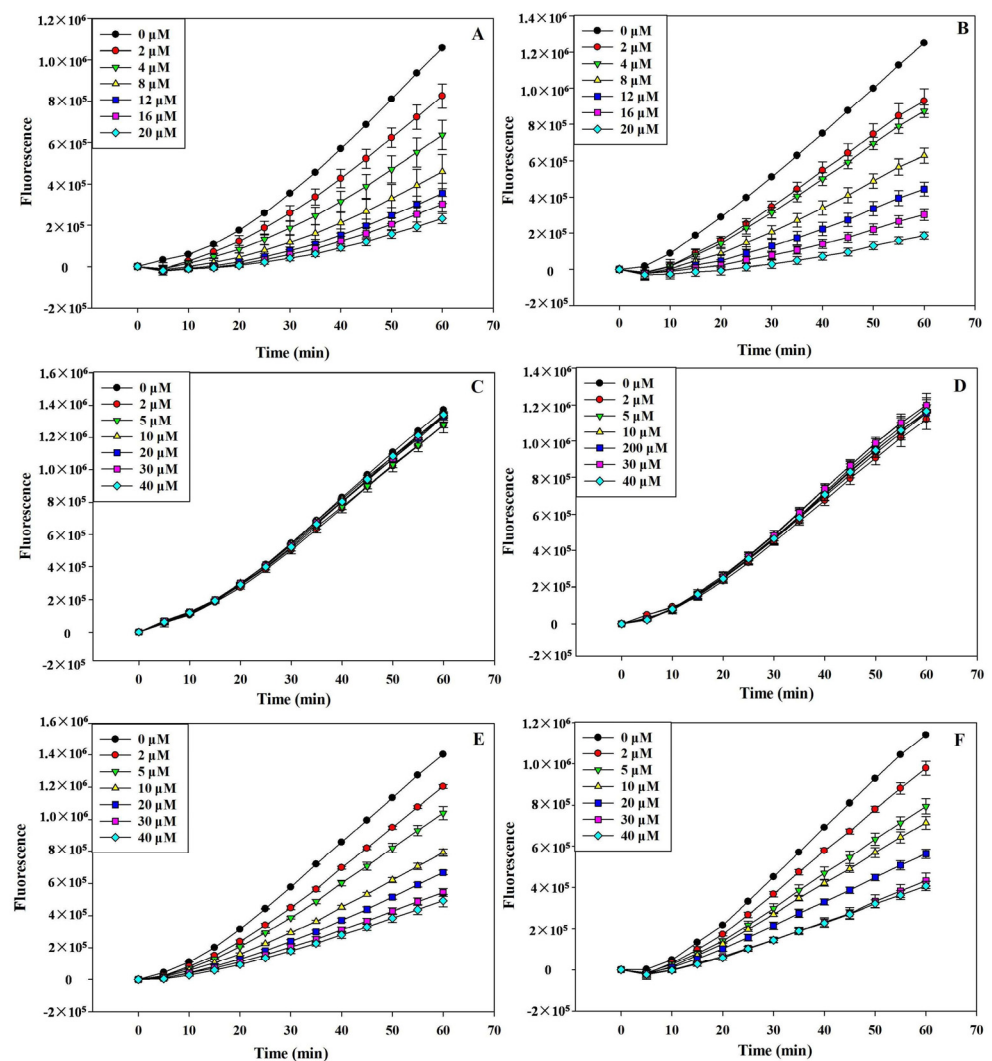 A
0 µM
2 µM
4 µM
8 µM
12 µM
16 µM
20 µM
Fluorescence
1.2×10⁶
1.0×10⁶
8×10⁵
6×10⁵
4×10⁵
2×10⁵
0
-2×10⁵
0 10 20 30 40 50 60 70
Time (min)
B
0 µM
2 µM
4 µM
8 µM
12 µM
16 µM
20 µM
Fluorescence
1.4×10⁶
1.2×10⁶
1.0×10⁶
8×10⁵
6×10⁵
4×10⁵
2×10⁵
0
-2×10⁵
0 10 20 30 40 50 60 70
Time (min)
C
0 µM
2 µM
5 µM
10 µM
20 µM
30 µM
40 µM
Fluorescence
1.6×10⁶
1.4×10⁶
1.2×10⁶
1.0×10⁶
8×10⁵
6×10⁵
4×10⁵
2×10⁵
0
-2×10⁵
0 10 20 30 40 50 60 70
Time (min)
D
0 µM
2 µM
5 µM
10 µM
200 µM
30 µM
40 µM
Fluorescence
1.4×10⁶
1.2×10⁶
1.0×10⁶
8×10⁵
6×10⁵
4×10⁵
2×10⁵
0
-2×10⁵
0 10 20 30 40 50 60 70
Time (min)
E
0 µM
2 µM
5 µM
10 µM
20 µM
30 µM
40 µM
Fluorescence
1.6×10⁶
1.4×10⁶
1.2×10⁶
1.0×10⁶
8×10⁵
6×10⁵
4×10⁵
2×10⁵
0
-2×10⁵
0 10 20 30 40 50 60 70
Time (min)
F
0 µM
2 µM
5 µM
10 µM
20 µM
30 µM
40 µM
Fluorescence
1.2×10⁶
1.0×10⁶
8×10⁵
6×10⁵
4×10⁵
2×10⁵
0
-2×10⁵
0 10 20 30 40 50 60 70
Time (min)